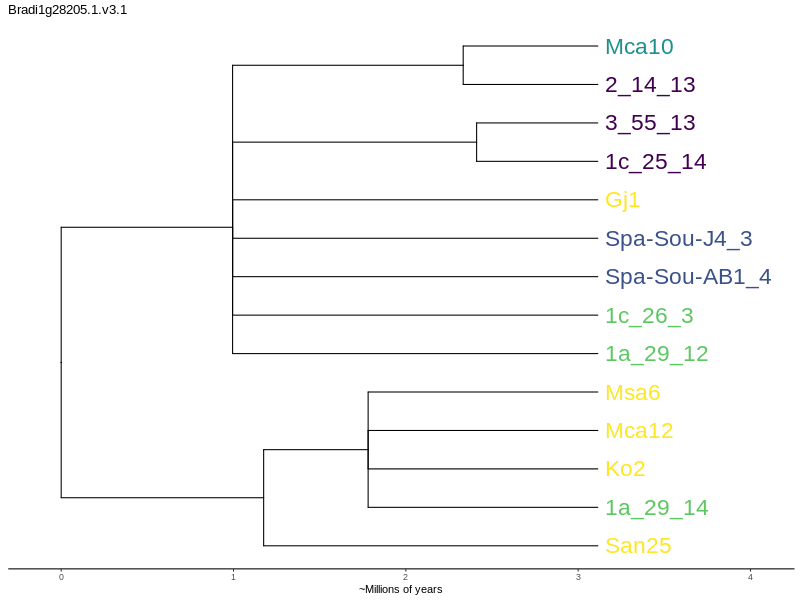 Bradi1g28205.1.v3.1
Mca10
2_14_13
3_55_13
1c_25_14
Gj1
Spa-Sou-J4_3
Spa-Sou-AB1_4
1c_26_3
1a_29_12
Msa6
Mca12
Ko2
1a_29_14
San25
0 1 2 3 4
~Millions of years